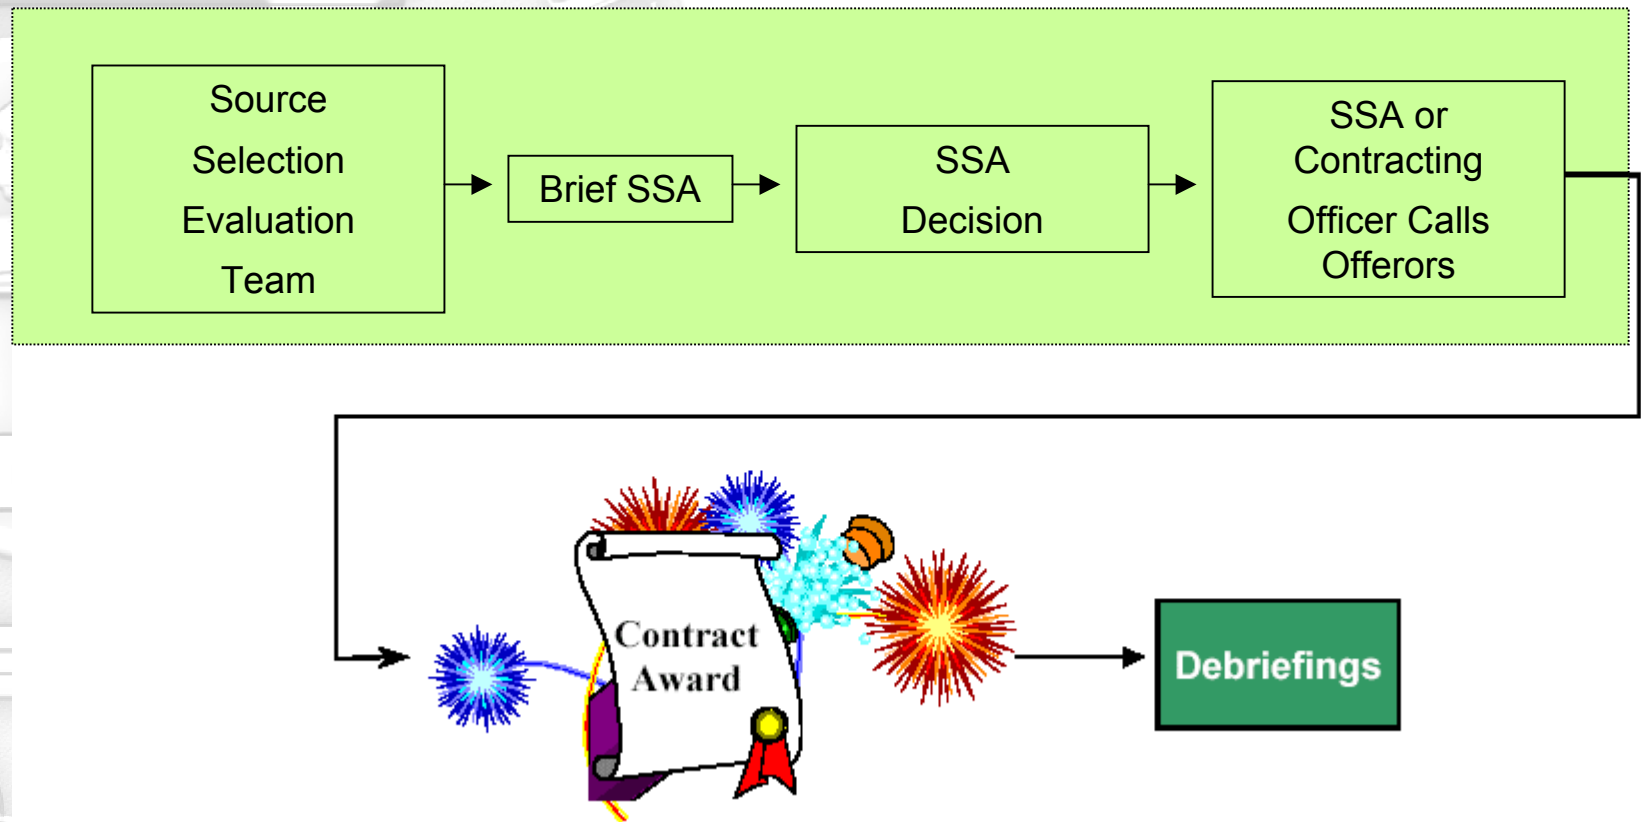 Source
Selection
Evaluation
Team
Brief SSA
SSA
Decision
SSA or
Contracting
Officer Calls
Offerors
Contract
Award
Debriefings